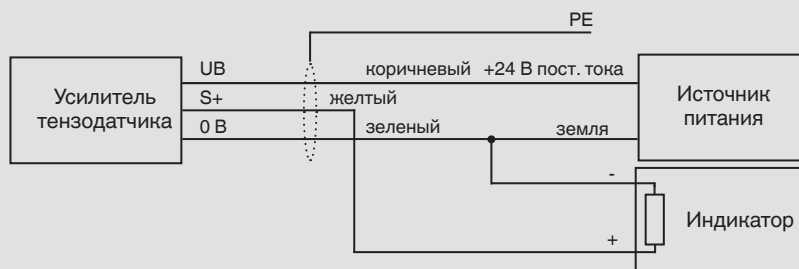 PE
UB
коричневый
+24 В пост. тока
Усилитель
тензодатчика
S+
желтый
Источник
питания
0 В
зеленый
земля
-
Индикатор
+